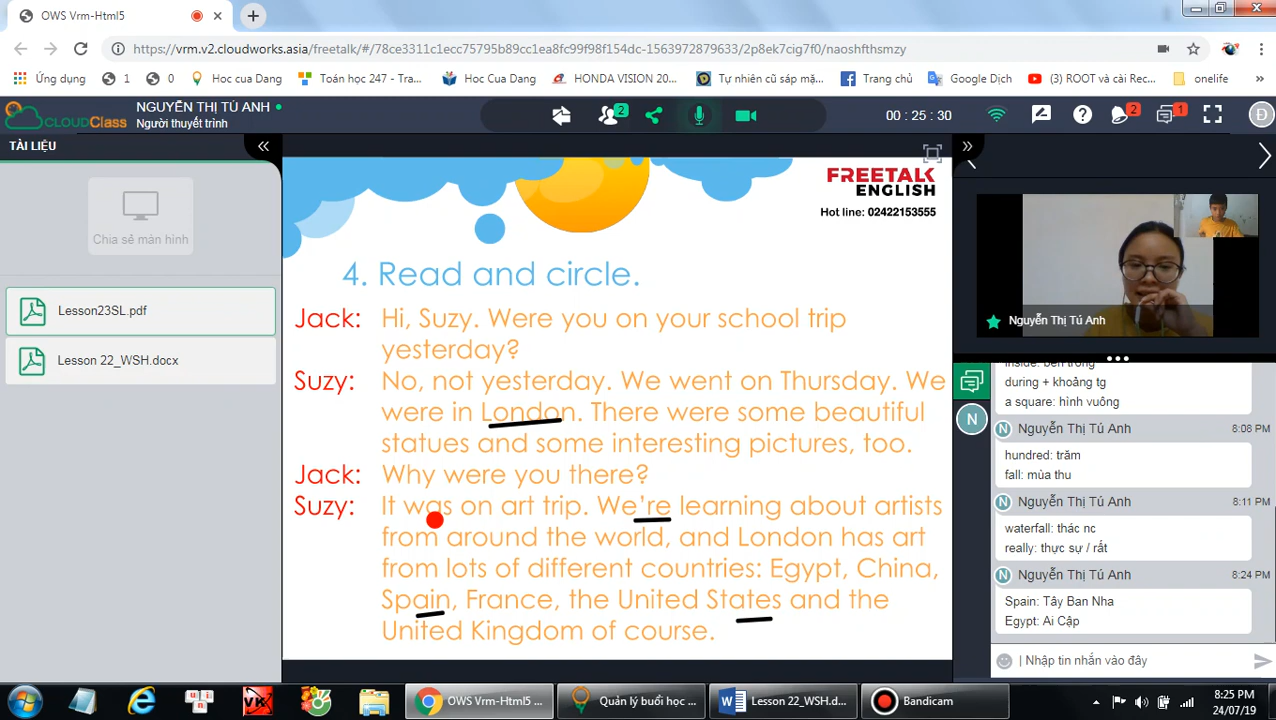 OWS Vrm-Html5
https://vrm.v2.cloudworks.asia/freetalk/#/78ce3311c1ecc75795b89cc1ea8fc99f98f154dc-1563972879633/2p8ek7cig7f0/naoshfthsmzy
Ứng dụng 1 0 Hoc cua Dang Toán học 247 - Tra... Học Cua Dang HONDA VISION 20... Tự nhiên cũ sáp mặ... Trang chủ Google Dịch (3) ROOT và cài Rec... onelife »
CLOUDClass
NGUYỄN THỊ TÚ ANH
Người thuyết trình
2
00 : 25 : 30
2
1
Đ
TÀI LIỆU
Chia sẻ màn hình
Lesson23SL.pdf
Lesson 22_WSH.docx
FREETALK
ENGLISH
Hot line: 02422153555
4. Read and circle.
Jack: Hi, Suzy. Were you on your school trip
yesterday?
Suzy: No, not yesterday. We went on Thursday. We
were in London. There were some beautiful
statues and some interesting pictures, too.
Jack: Why were you there?
Suzy: It was on art trip. We're learning about artists
from around the world, and London has art
from lots of different countries: Egypt, China,
Spain, France, the United States and the
United Kingdom of course.
Nguyễn Thị Tú Anh
inside: bên trong
during + khoảng tg
a square: hình vuông
N Nguyễn Thị Tú Anh 8:08 PM
hundred: trăm
fall: mùa thu
N Nguyễn Thị Tú Anh 8:11 PM
waterfall: thác nc
really: thực sự / rất
N Nguyễn Thị Tú Anh 8:24 PM
Spain: Tây Ban Nha
Egypt: Ai Cập
N
Nhập tin nhắn vào đây
OWS Vrm-Html5 ...
Quản lý buổi học ...
Lesson 22_WSH.d...
Bandicam
8:25 PM
24/07/19